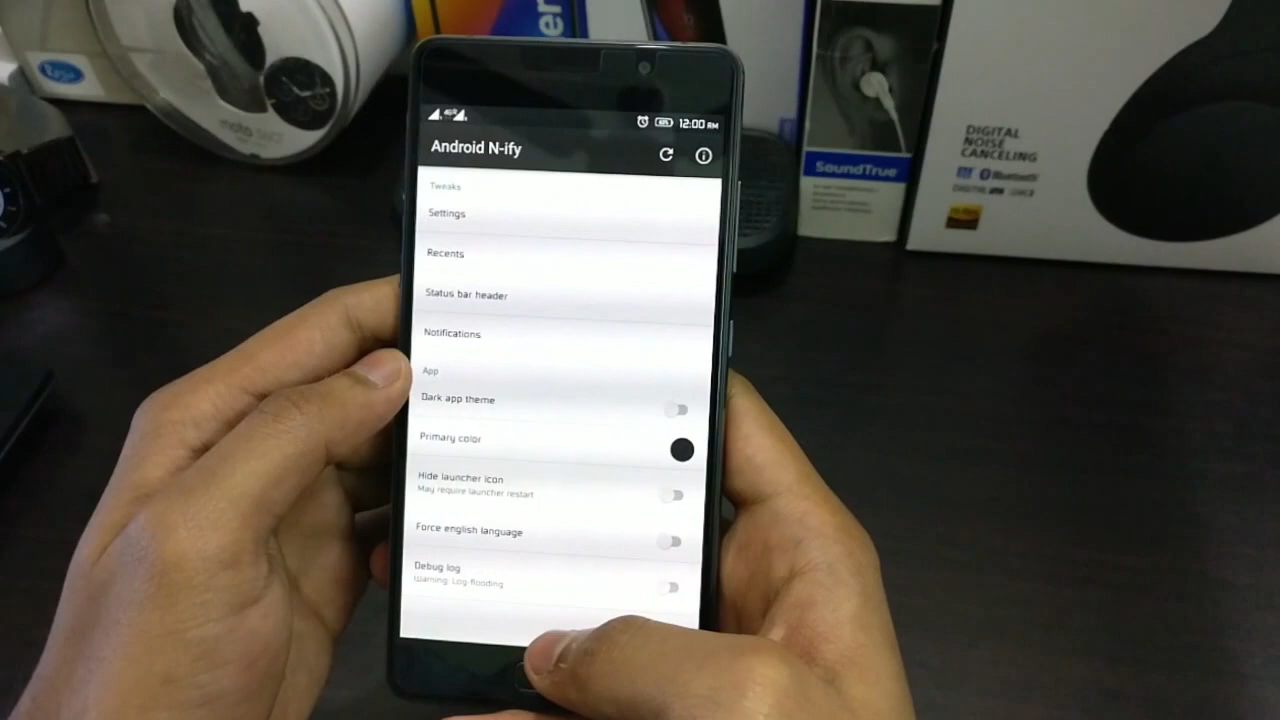 moto 360
er
SoundTrue
DIGITAL
NOISE
CANCELING
Bluetooth
12:00 AM
Android N-ify
Tweaks
Settings
Recents
Status bar header
Notifications
App
Dark app theme
Primary color
Hide launcher icon
May require launcher restart
Force english language
Debug log
Warning: Log flooding